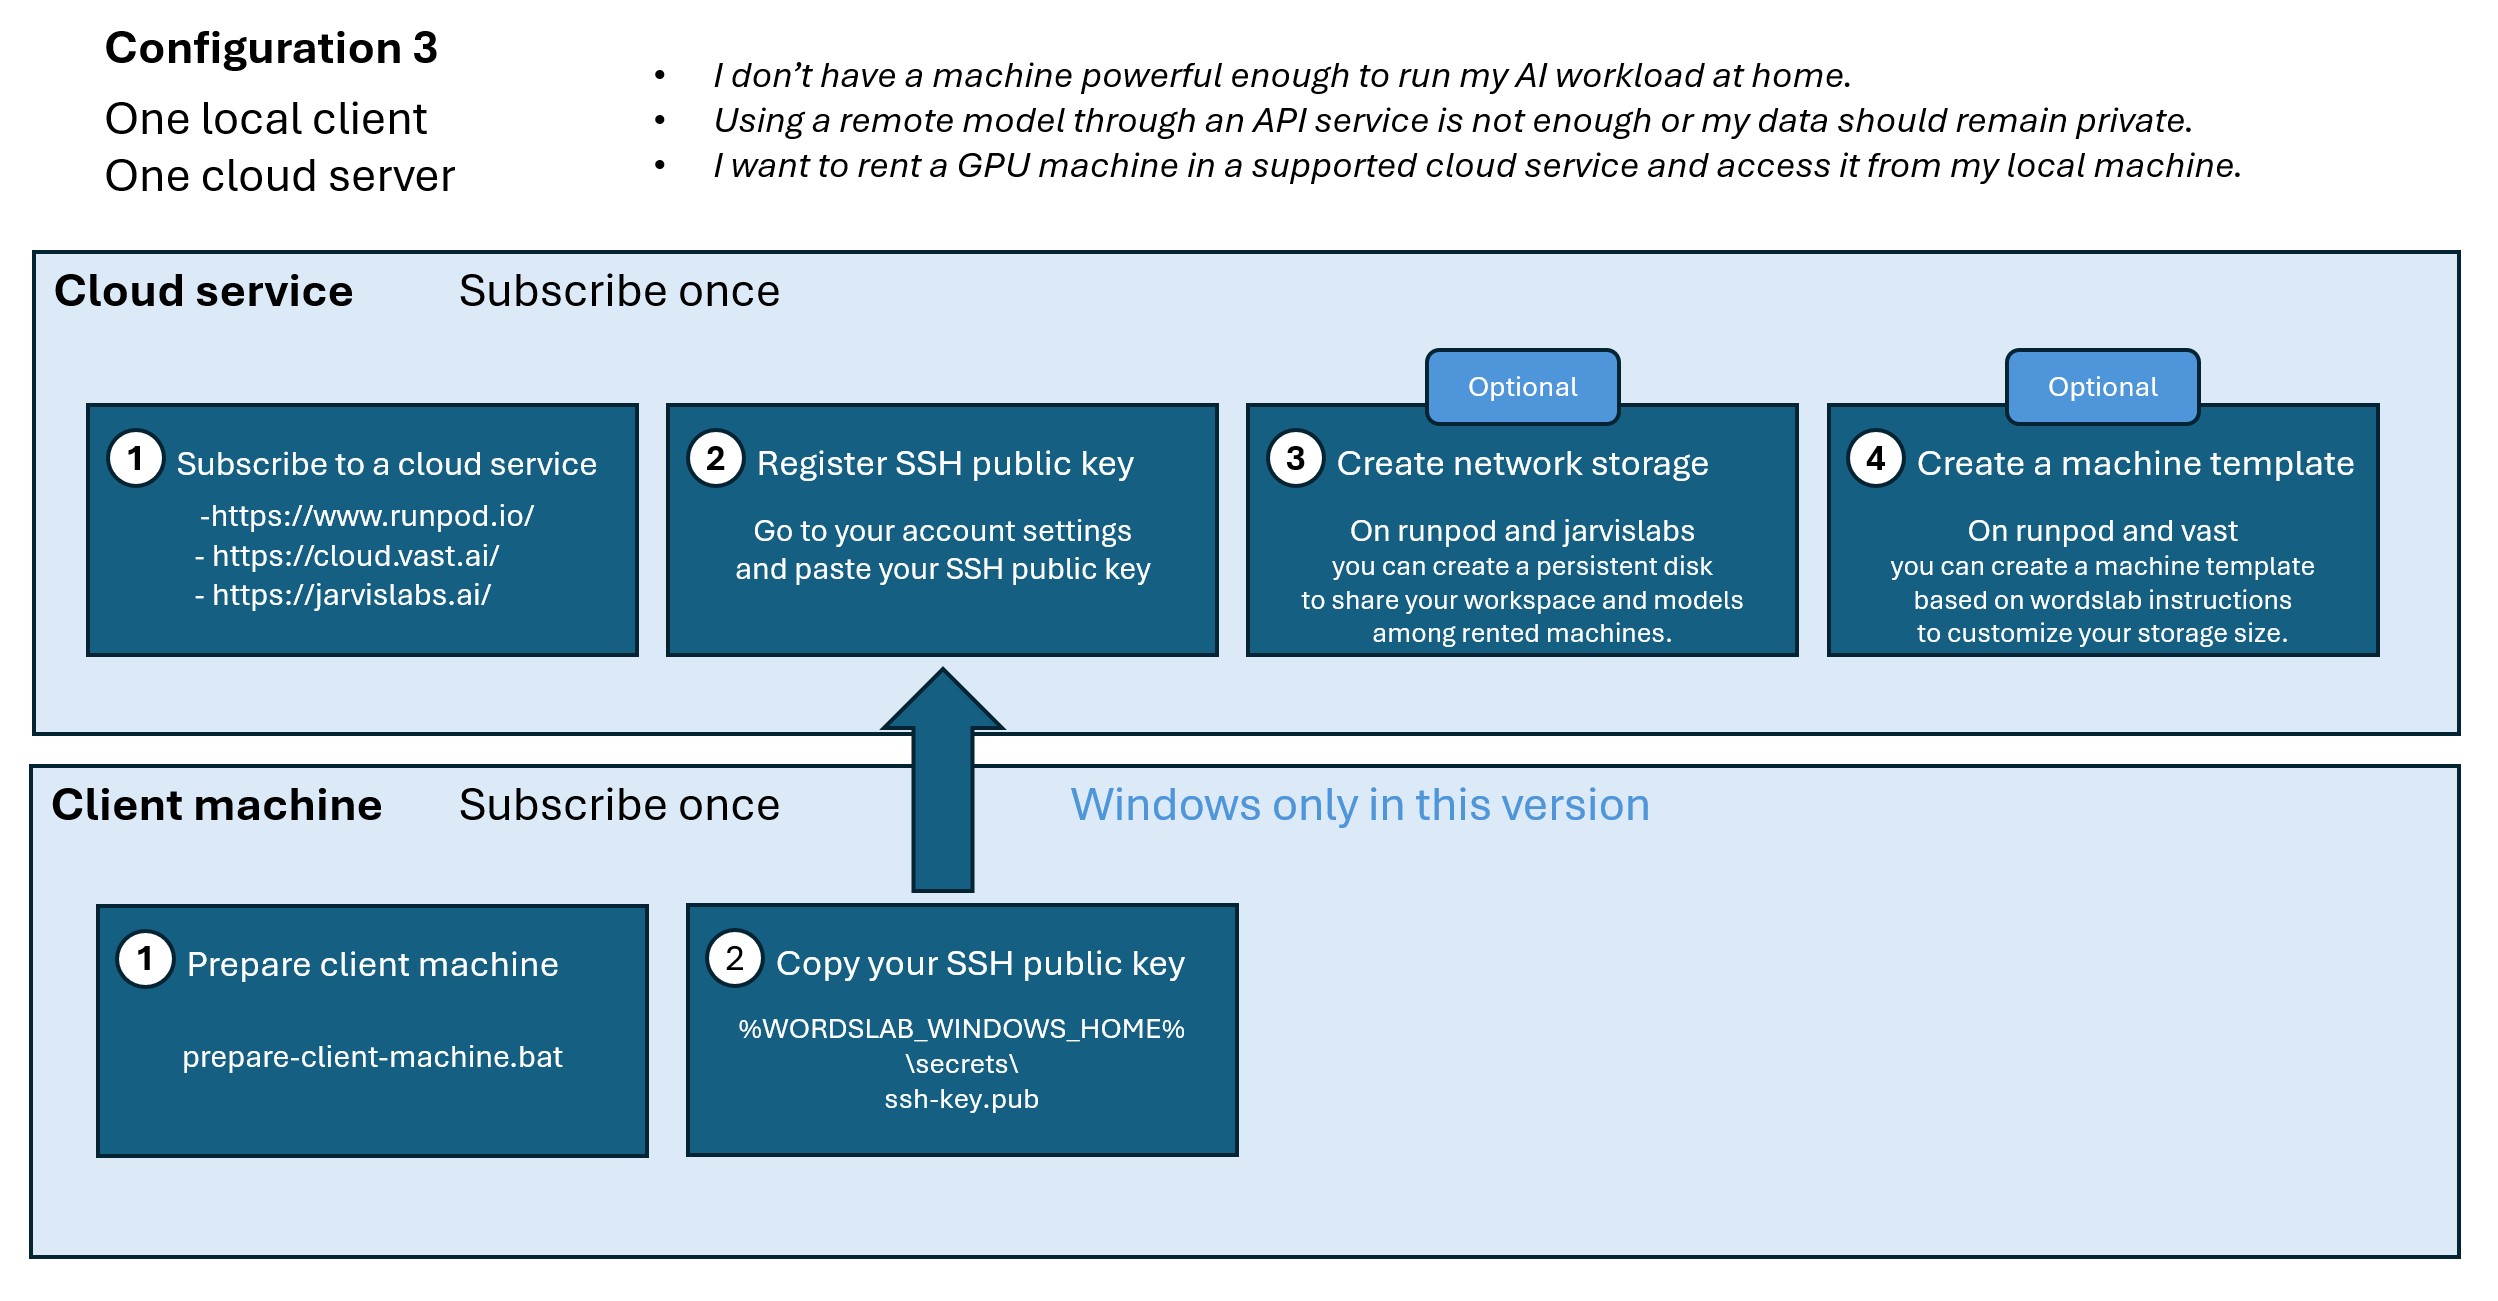 Configuration 3
One local client
One cloud server
• I don’t have a machine powerful enough to run my AI workload at home.
• Using a remote model through an API service is not enough or my data should remain private.
• I want to rent a GPU machine in a supported cloud service and access it from my local machine.
Cloud service Subscribe once
1 Subscribe to a cloud service
-https://www.runpod.io/
- https://cloud.vast.ai/
- https://jarvislabs.ai/
2 Register SSH public key
Go to your account settings
and paste your SSH public key
Optional
3 Create network storage
On runpod and jarvislabs
you can create a persistent disk
to share your workspace and models
among rented machines.
Optional
4 Create a machine template
On runpod and vast
you can create a machine template
based on wordslab instructions
to customize your storage size.
Client machine Subscribe once Windows only in this version
1 Prepare client machine
prepare-client-machine.bat
2 Copy your SSH public key
%WORDSLAB_WINDOWS_HOME%
\secrets\
ssh-key.pub